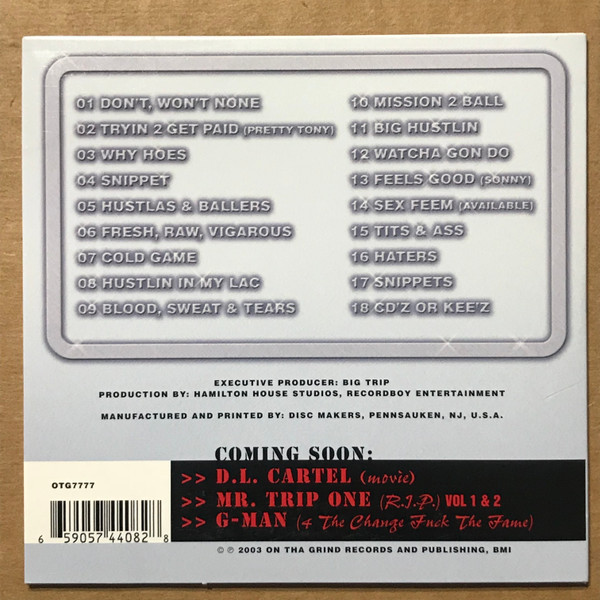 01 DON'T, WON'T NONE
02 TRYIN 2 GET PAID (PRETTY TONY)
03 WHY HOES
04 SNIPPET
05 HUSTLAS & BALLERS
06 FRESH, RAW, VIGAROUS
07 COLD GAME
08 HUSTLIN IN MY LAC
09 BLOOD, SWEAT & TEARS
10 MISSION 2 BALL
11 BIG HUSTLIN
12 WATCHA GON DO
13 FEELS GOOD (SONNY)
14 SEX FEEM (AVAILABLE)
15 TITS & ASS
16 HATERS
17 SNIPPETS
18 CD'Z OR KEE'Z
EXECUTIVE PRODUCER: BIG TRIP
PRODUCTION BY: HAMILTON HOUSE STUDIOS, RECORDBOY ENTERTAINMENT
MANUFACTURED AND PRINTED BY: DISC MAKERS, PENNSAUKEN, NJ, U.S.A.
COMING SOON:
>> D.L. CARTEL (movie)
>> MR. TRIP ONE (R.I.P.) VOL 1 & 2
>> G-MAN (4 The Change Fuck The Fame)
OTG7777
6 59057 44082 8
© ℗ 2003 ON THA GRIND RECORDS AND PUBLISHING, BMI